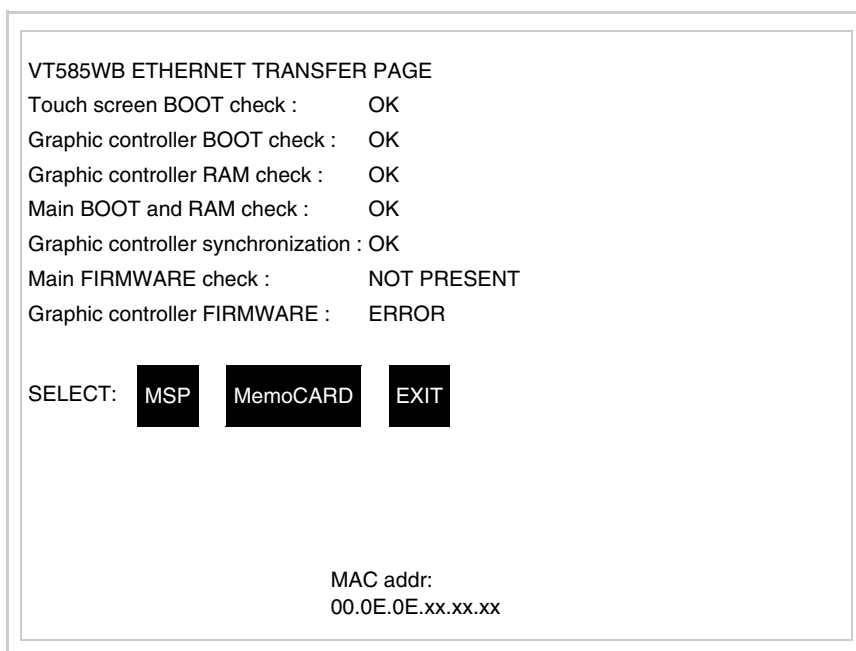 VT585WB ETHERNET TRANSFER PAGE
Touch screen BOOT check : OK
Graphic controller BOOT check : OK
Graphic controller RAM check : OK
Main BOOT and RAM check : OK
Graphic controller synchronization : OK
Main FIRMWARE check : NOT PRESENT
Graphic controller FIRMWARE : ERROR
SELECT: MSP MemoCARD EXIT
MAC addr:
00.0E.0E.xx.xx.xx